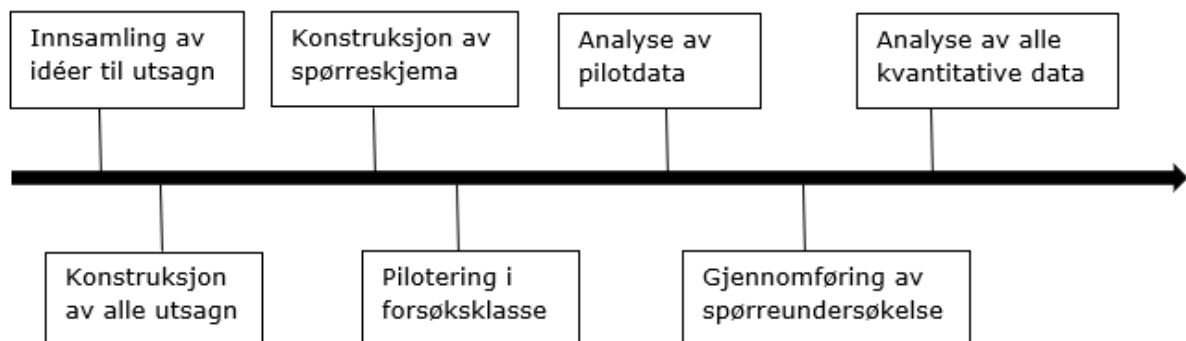 Innsamling av
idéer til utsagn
Konstruksjon av
spørreskjema
Analyse av
pilotdata
Analyse av alle
kvantitative data
Konstruksjon
av alle utsagn
Pilotering i
forsøksklasse
Gjennomføring av
spørreundersøkelse